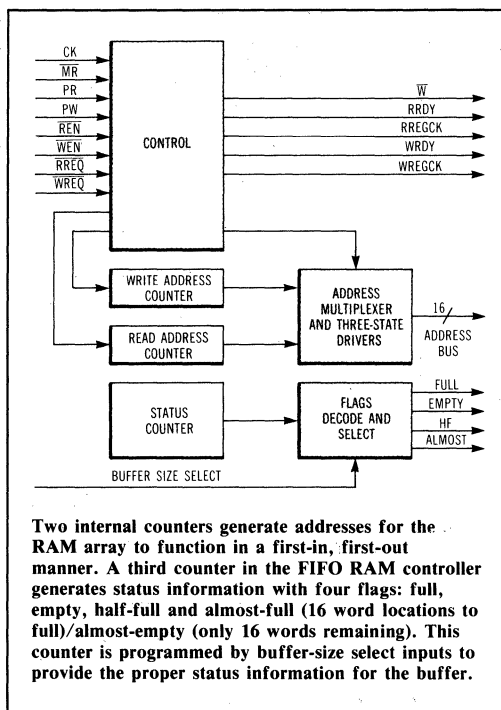 CK
MR
PR
PW
REN
WEN
RREQ
WREQ
CONTROL
W
RRDY
RREGCK
WRDY
WREGCK
WRITE ADDRESS
COUNTER
READ ADDRESS
COUNTER
ADDRESS
MULTIPLEXER
AND THREE-STATE
DRIVERS
16
ADDRESS
BUS
STATUS
COUNTER
FLAGS
DECODE AND
SELECT
FULL
EMPTY
HF
ALMOST
BUFFER SIZE SELECT
Two internal counters generate addresses for the
RAM array to function in a first-in, first-out
manner. A third counter in the FIFO RAM controller
generates status information with four flags: full,
empty, half-full and almost-full (16 word locations to
full)/almost-empty (only 16 words remaining). This
counter is programmed by buffer-size select inputs to
provide the proper status information for the buffer.